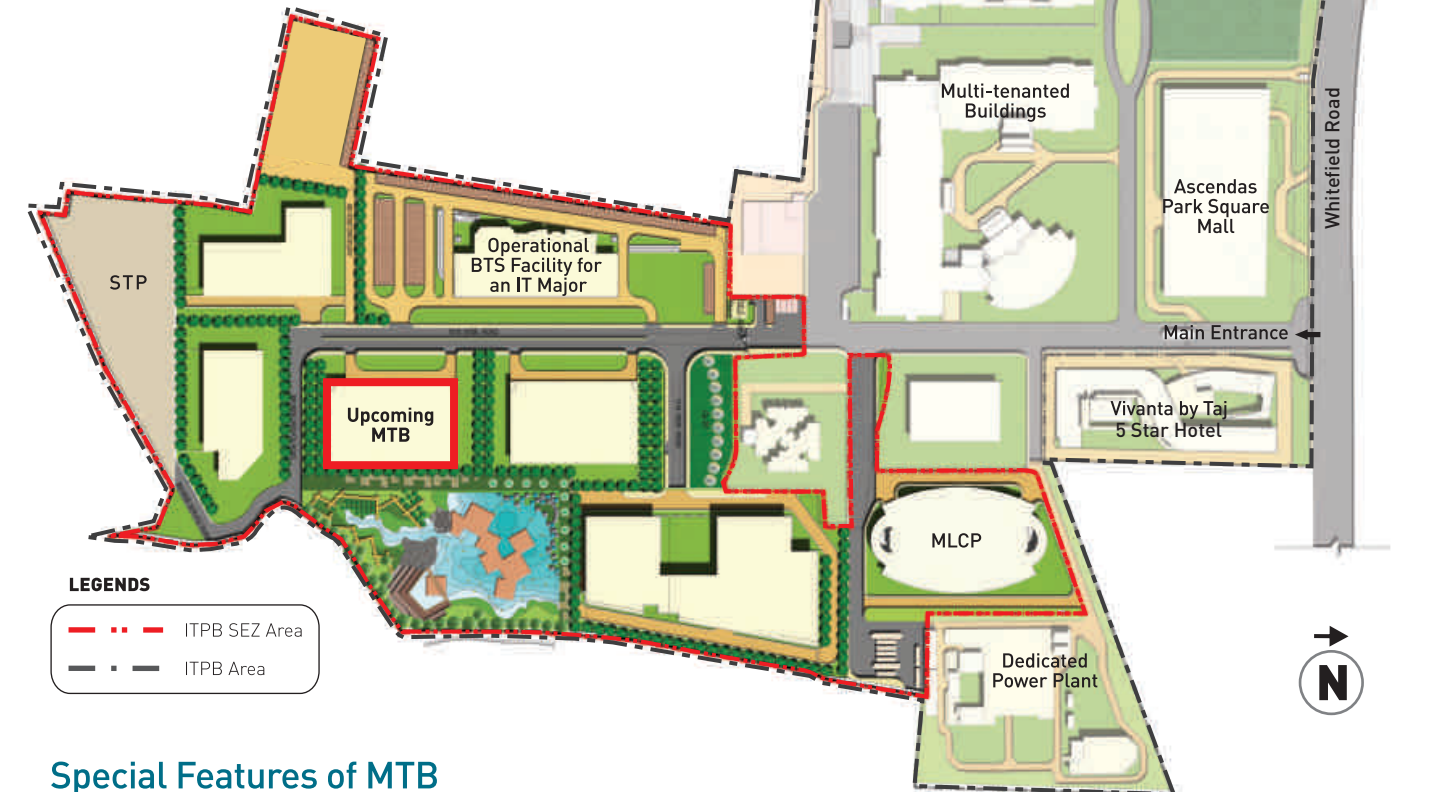 Multi-tenanted
Buildings
Whitefield Road
Ascendas
Park Square
Mall
Operational
BTS Facility for
an IT Major
STP
Main Entrance
Upcoming
MTB
Vivanta by Taj
5 Star Hotel
MLCP
LEGENDS
ITPB SEZ Area
ITPB Area
Dedicated
Power Plant
N
Special Features of MTB